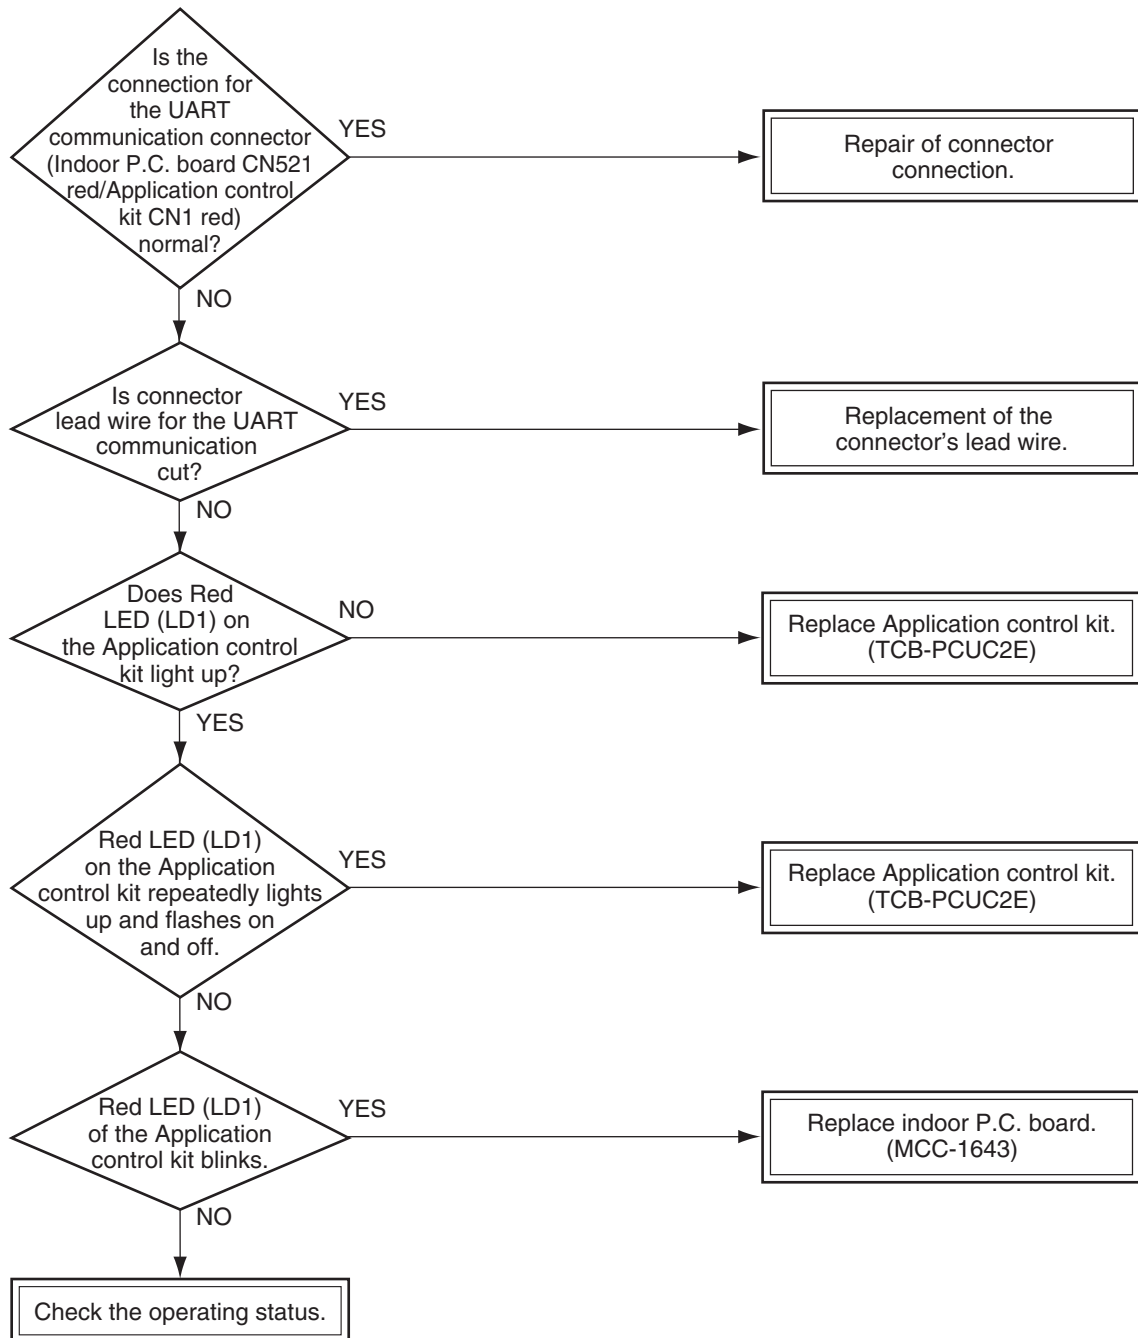 Is the
connection for
the UART
communication connector
(Indoor P.C. board CN521
red/Application control
kit CN1 red)
normal?
YES
Repair of connector
connection.
NO
Is connector
lead wire for the UART
communication
cut?
YES
Replacement of the
connector's lead wire.
NO
Does Red
LED (LD1) on
the Application control
kit light up?
NO
Replace Application control kit.
(TCB-PCUC2E)
YES
Red LED (LD1)
on the Application
control kit repeatedly lights
up and flashes on
and off.
YES
Replace Application control kit.
(TCB-PCUC2E)
NO
Red LED (LD1)
of the Application
control kit blinks.
YES
Replace indoor P.C. board.
(MCC-1643)
NO
Check the operating status.